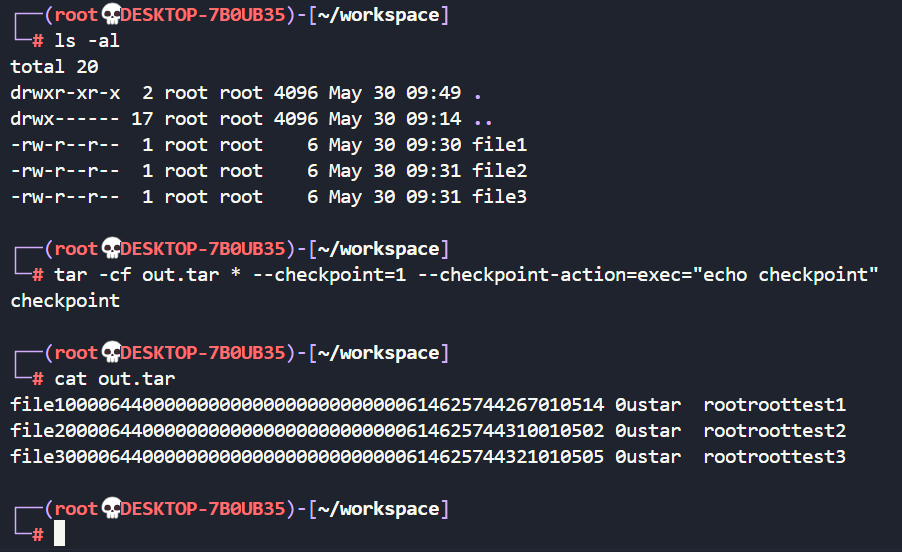 ┌──(root💀DESKTOP-7B0UB35)-[~/workspace]
└─# ls -al
total 20
drwxr-xr-x  2 root root 4096 May 30 09:49 .
drwx------ 17 root root 4096 May 30 09:14 ..
-rw-r--r--  1 root root    6 May 30 09:30 file1
-rw-r--r--  1 root root    6 May 30 09:31 file2
-rw-r--r--  1 root root    6 May 30 09:31 file3
┌──(root💀DESKTOP-7B0UB35)-[~/workspace]
└─# tar -cf out.tar * --checkpoint=1 --checkpoint-action=exec="echo checkpoint"
checkpoint
┌──(root💀DESKTOP-7B0UB35)-[~/workspace]
└─# cat out.tar
file1000064400000000000000000000000614625744267010514 0ustar  rootroottest1
file2000064400000000000000000000000614625744310010502 0ustar  rootroottest2
file3000064400000000000000000000000614625744321010505 0ustar  rootroottest3
┌──(root💀DESKTOP-7B0UB35)-[~/workspace]
└─#